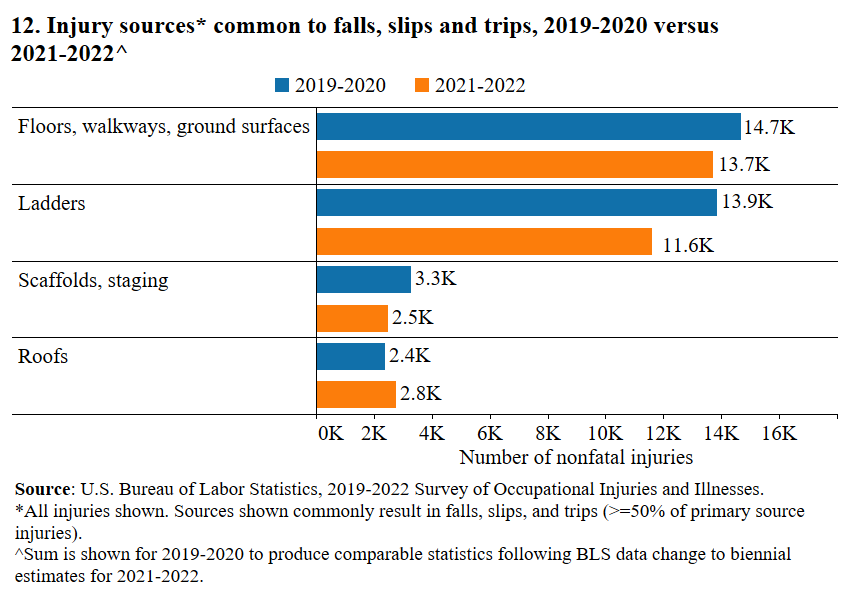 12. Injury sources* common to falls, slips and trips, 2019-2020 versus
2021-2022^
2019-2020 2021-2022
Floors, walkways, ground surfaces 14.7K
13.7K
Ladders 13.9K
11.6K
Scaffolds, staging 3.3K
2.5K
Roofs 2.4K
2.8K
0K 2K 4K 6K 8K 10K 12K 14K 16K
Number of nonfatal injuries
Source: U.S. Bureau of Labor Statistics, 2019-2022 Survey of Occupational Injuries and Illnesses.
*All injuries shown. Sources shown commonly result in falls, slips, and trips (>=50% of primary source
injuries).
^Sum is shown for 2019-2020 to produce comparable statistics following BLS data change to biennial
estimates for 2021-2022.